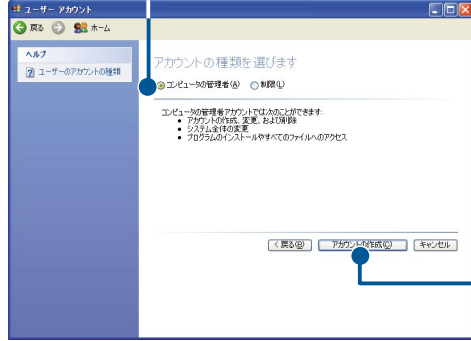 ユーザー アカウント
戻る ホーム
ヘルプ
ユーザーのアカウントの種類
アカウントの種類を選びます
コンピュータの管理者(A) 制限(L)
コンピュータの管理者アカウントでは次のことができます:
アカウントの作成、変更、および削除
システム全体の変更
プログラムのインストールやすべてのファイルへのアクセス
< 戻る(B) アカウントの作成(C) キャンセル